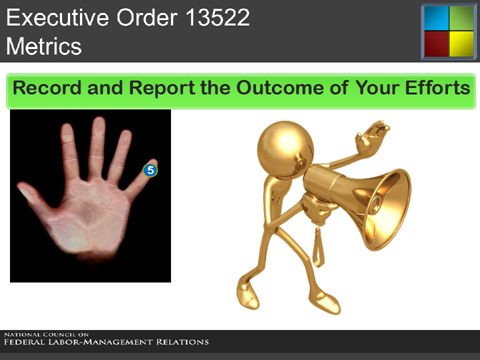 Executive Order 13522
Metrics
Record and Report the Outcome of Your Efforts
5
National Council on
Federal Labor-Management Relations